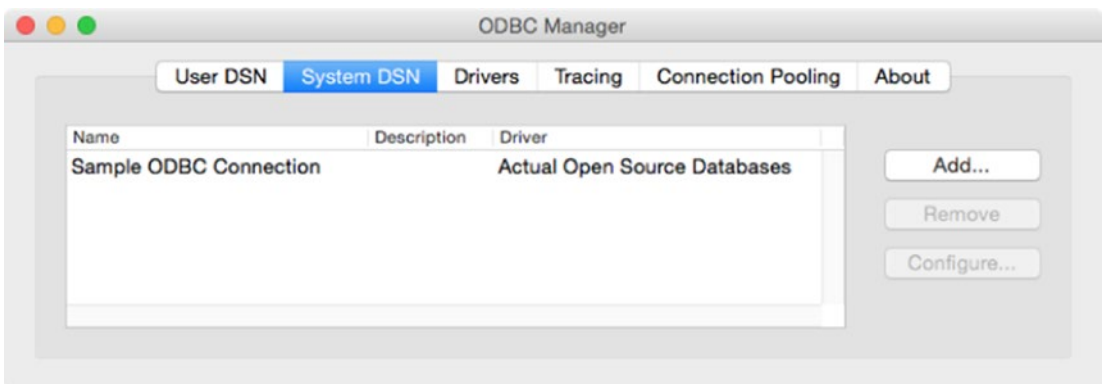 ODBC Manager
User DSN System DSN Drivers Tracing Connection Pooling About
Name Description Driver
Sample ODBC Connection Actual Open Source Databases
Add...
Remove
Configure...